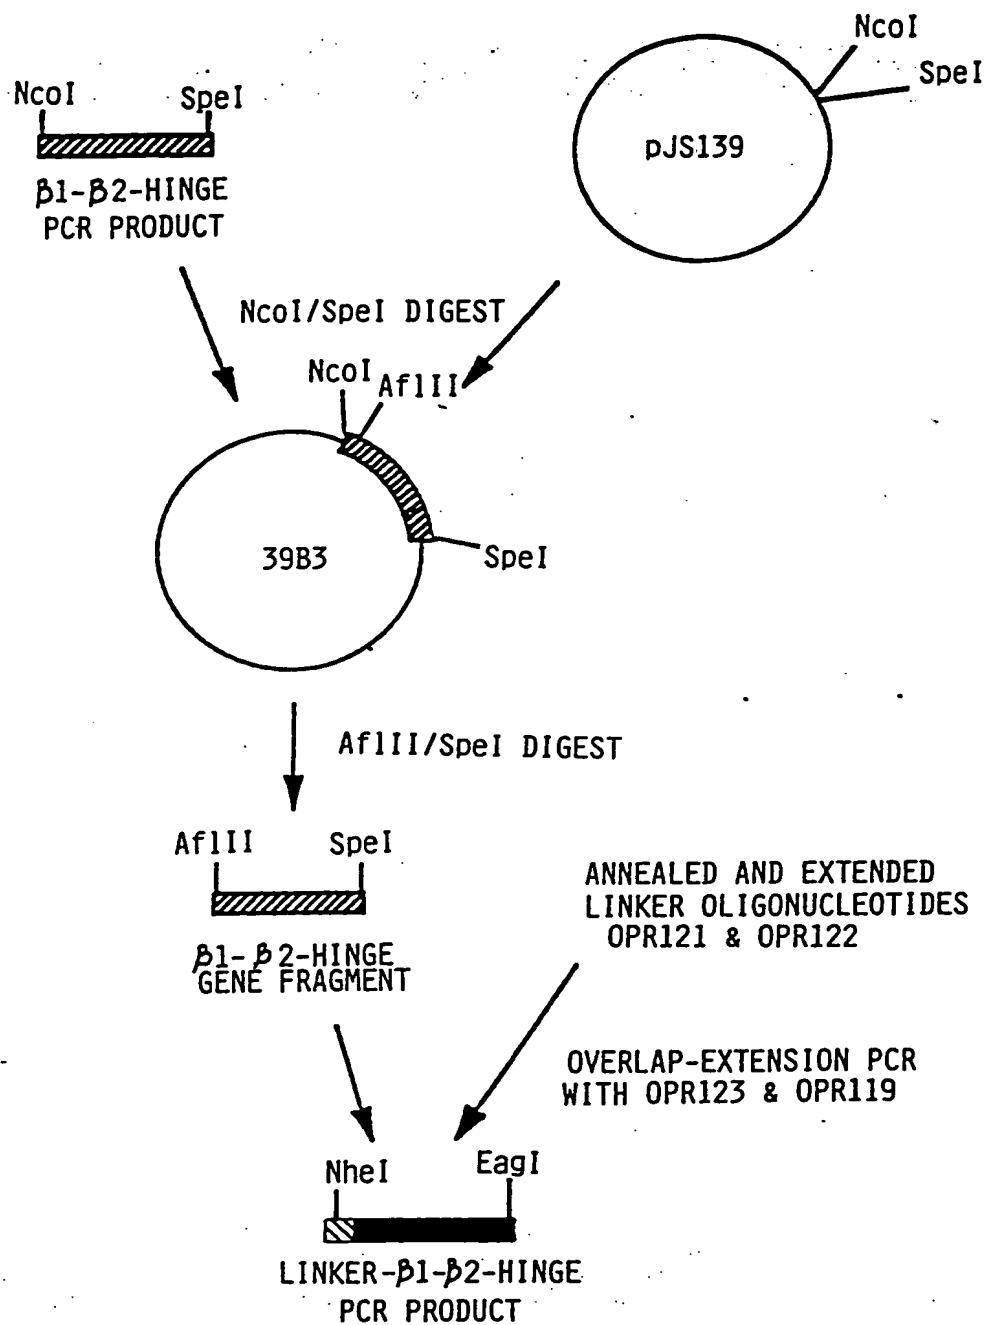 NcoI
SpeI
β1-β2-HINGE
PCR PRODUCT
NcoI
SpeI
pJS139
NcoI/SpeI DIGEST
NcoI
AflII
39B3
SpeI
AflII/SpeI DIGEST
AflII
SpeI
β1-β2-HINGE
GENE FRAGMENT
ANNEALED AND EXTENDED
LINKER OLIGONUCLEOTIDES
OPR121 & OPR122
OVERLAP-EXTENSION PCR
WITH OPR123 & OPR119
NheI
EagI
LINKER-β1-β2-HINGE
PCR PRODUCT